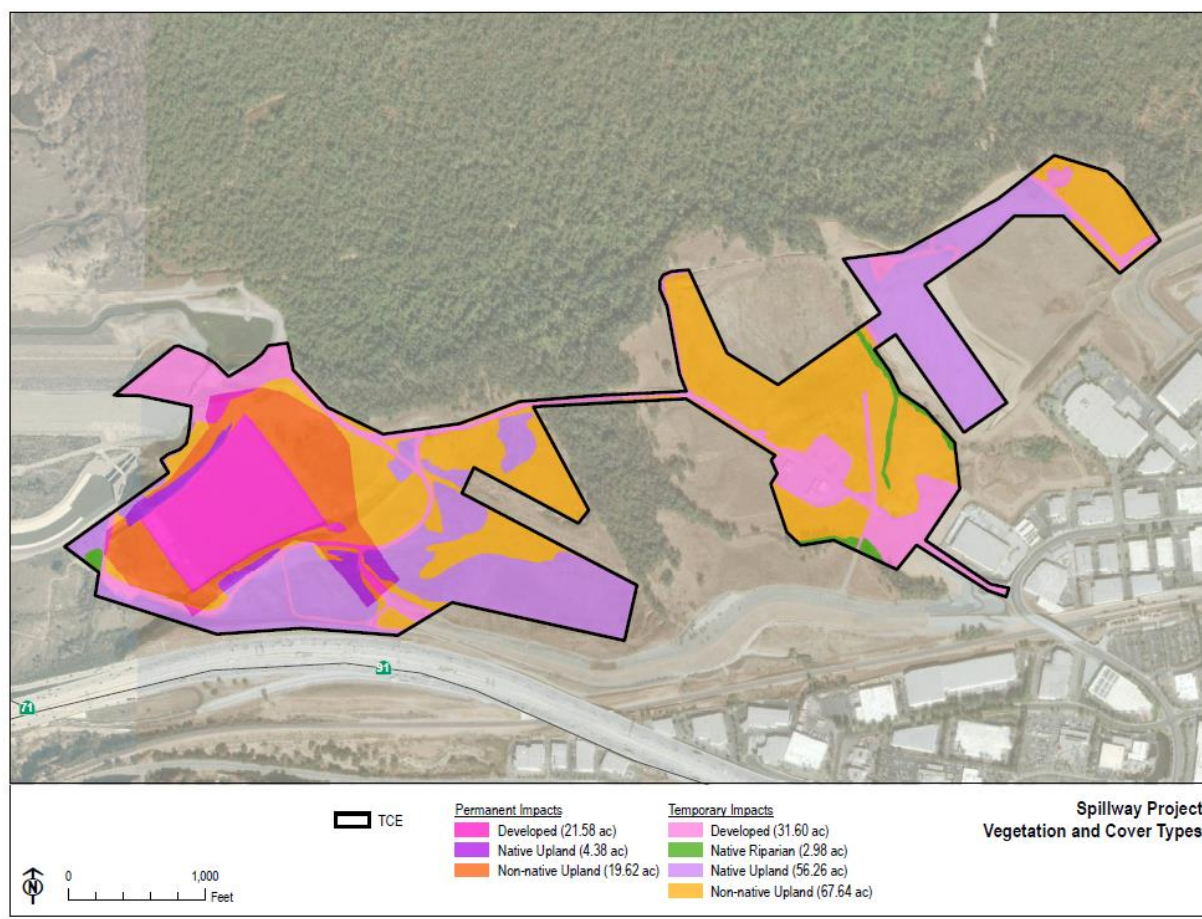 91
71
TCE
Permanent Impacts
Developed (21.58 ac)
Native Upland (4.38 ac)
Non-native Upland (19.62 ac)
Temporary Impacts
Developed (31.60 ac)
Native Riparian (2.98 ac)
Native Upland (56.26 ac)
Non-native Upland (67.64 ac)
Spillway Project
Vegetation and Cover Types
N
0 1,000
Feet